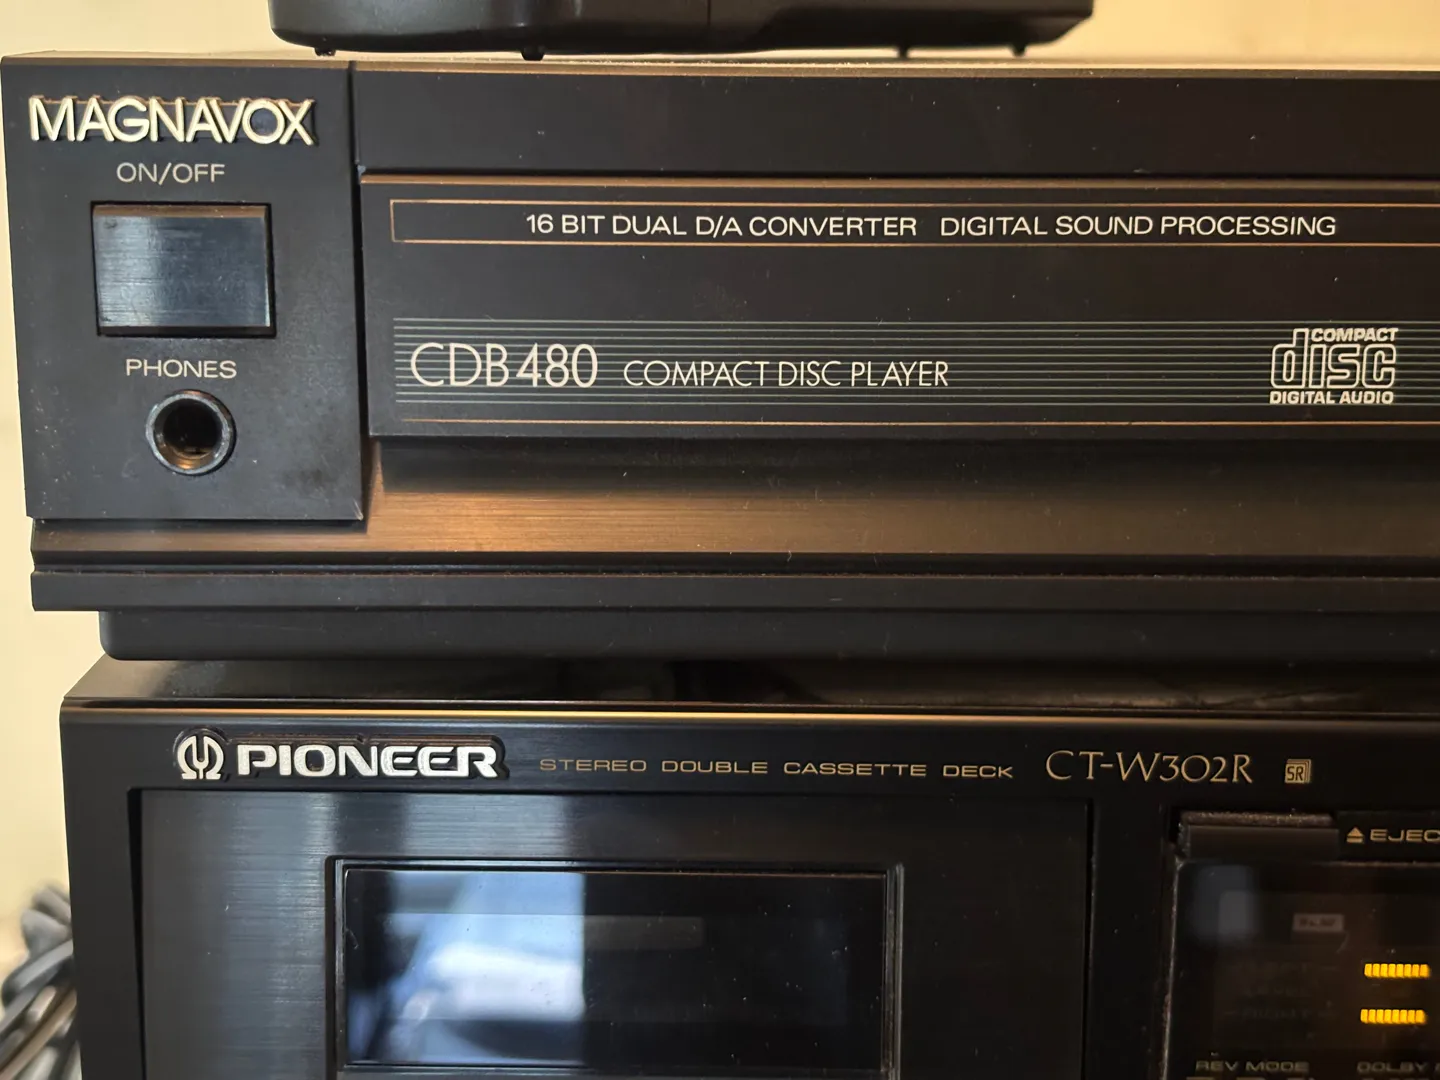 MAGNAVOX
ON/OFF
PHONES
16 BIT DUAL D/A CONVERTER DIGITAL SOUND PROCESSING
CDB480 COMPACT DISC PLAYER
COMPACT
disc
DIGITAL AUDIO
PIONEER STEREO DOUBLE CASSETTE DECK CT-W302R SR
EJEC
REV MODE DOLBY